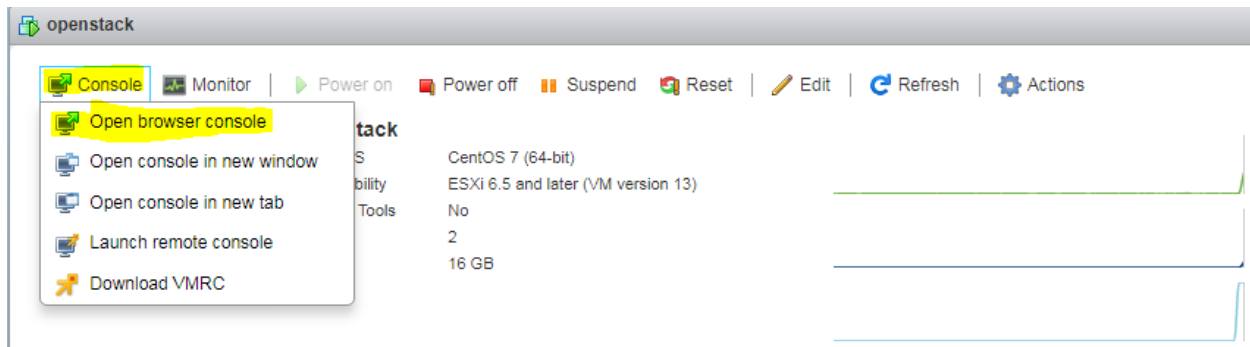 openstack
Console Monitor Power on Power off Suspend Reset Edit Refresh Actions
Open browser console
Open console in new window
Open console in new tab
Launch remote console
Download VMRC
tack
S CentOS 7 (64-bit)
bility ESXi 6.5 and later (VM version 13)
Tools No
2
16 GB